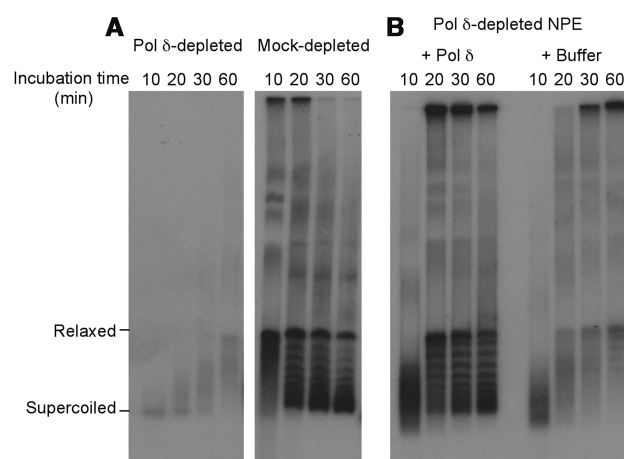 A
B
Pol δ-depleted NPE
Pol δ-depleted
Mock-depleted
+ Pol δ
+ Buffer
Incubation time
(min)
10 20 30 60
10 20 30 60
10 20 30 60
10 20 30 60
Relaxed
Supercoiled